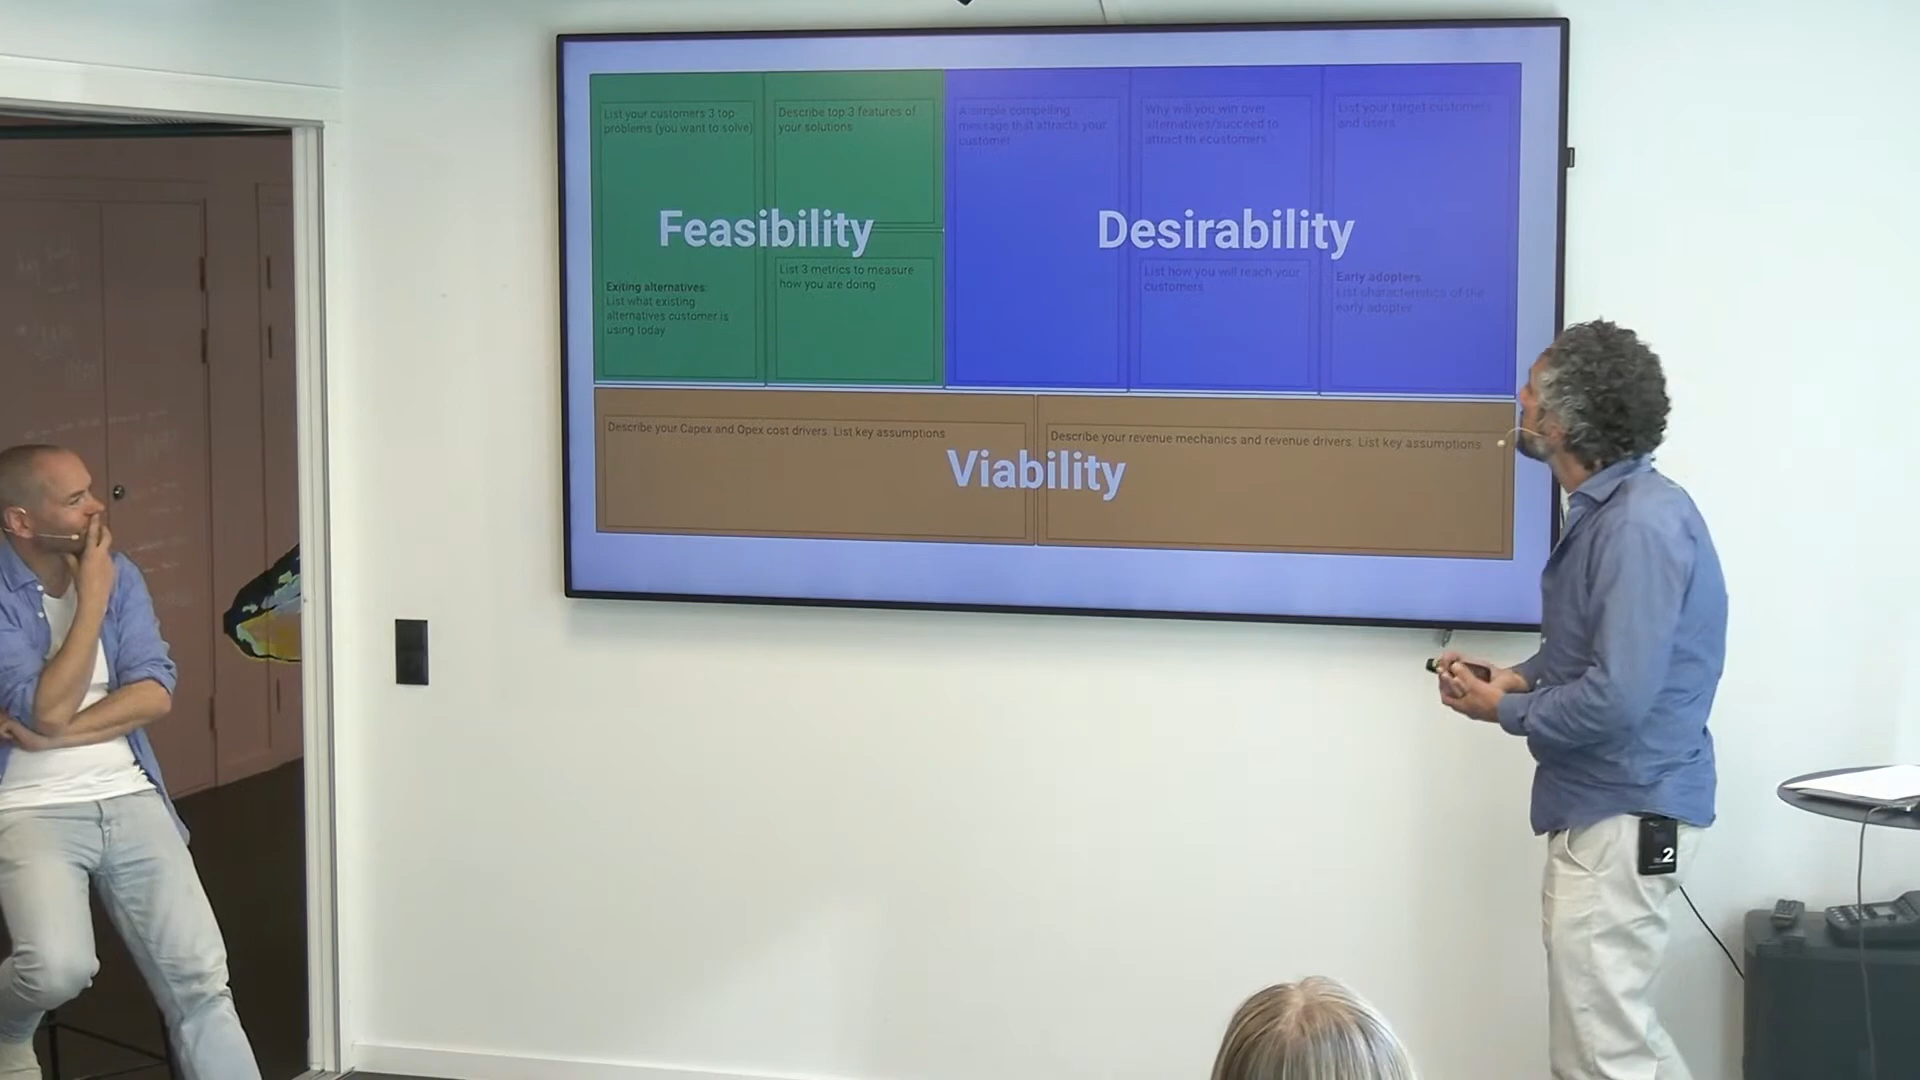 List your customers 3 top
problems (you want to solve)
Describe top 3 features of
your solutions
A simple compelling
message that attracts your
customer
Why will you win over
alternatives/succeed to
attract th ecustomers
List your target customers
and users
Feasibility
Desirability
Exiting alternatives:
List what existing
alternatives customer is
using today
List 3 metrics to measure
how you are doing
List how you will reach your
customers
Early adopters
List characteristics of the
early adopter
Describe your Capex and Opex cost drivers. List key assumptions
Describe your revenue mechanics and revenue drivers. List key assumptions
Viability
2